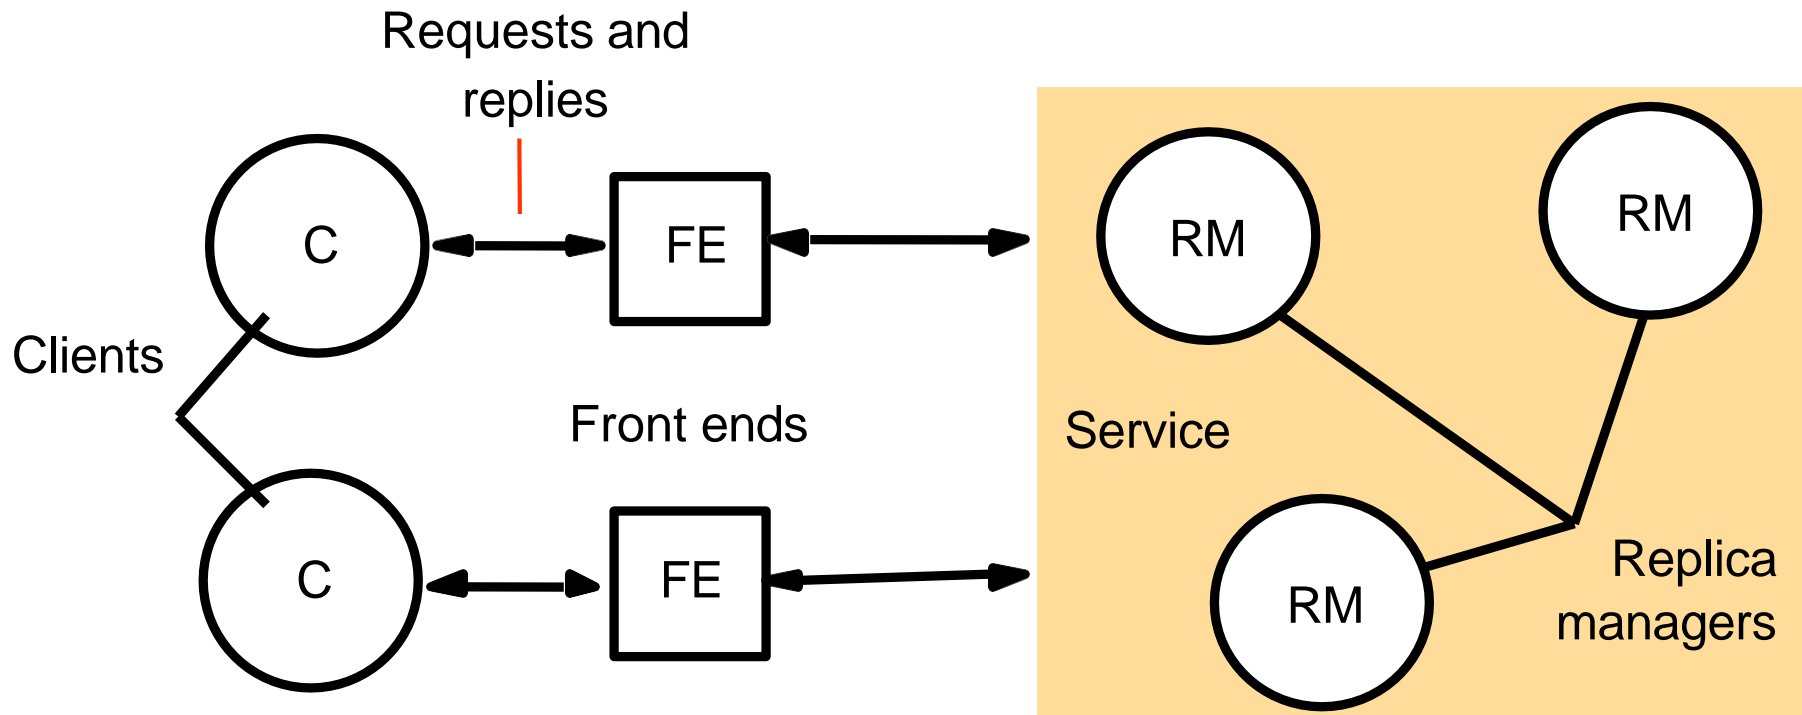 Requests and
replies
C
FE
RM
RM
Clients
Front ends
Service
C
FE
RM
Replica
managers